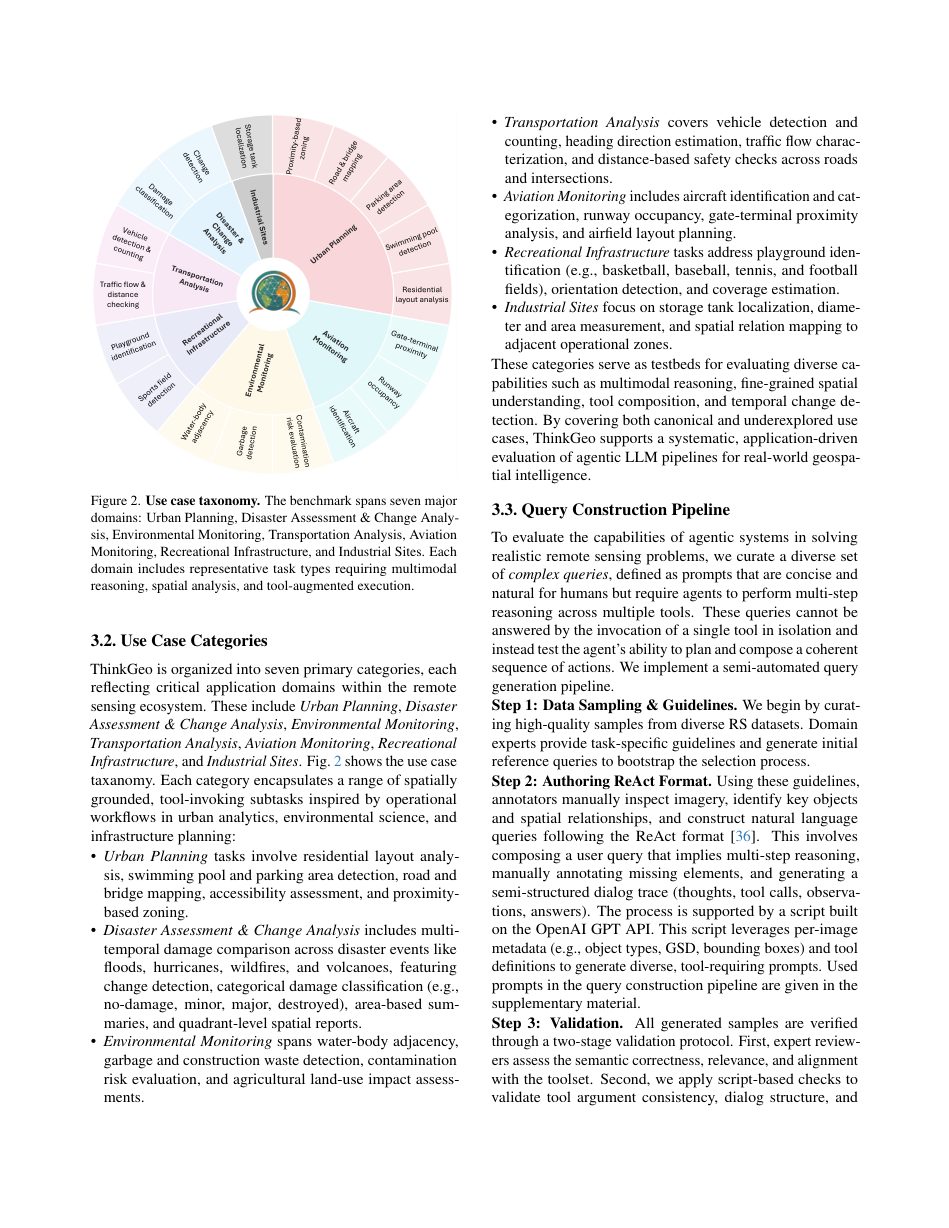 Storage tank
localization
Proximity-based
zoning
Road & bridge
mapping
Parking area
detection
Swimming pool
detection
Residential
layout analysis
Gate-terminal
proximity
Runway
occupancy
Aircraft
identification
Contamination
risk evaluation
Garbage
detection
Water-body
adjacency
Sports field
detection
Playground
identification
Traffic flow &
distance
checking
Vehicle
detection &
counting
Damage
classification
Change
detection
Industrial Sites
Urban Planning
Aviation
Monitoring
Environmental
Monitoring
Recreational
Infrastructure
Transportation
Analysis
Disaster &
Change
Analysis
Figure 2. Use case taxonomy. The benchmark spans seven major
domains: Urban Planning, Disaster Assessment & Change Analy-
sis, Environmental Monitoring, Transportation Analysis, Aviation
Monitoring, Recreational Infrastructure, and Industrial Sites. Each
domain includes representative task types requiring multimodal
reasoning, spatial analysis, and tool-augmented execution.
3.2. Use Case Categories
ThinkGeo is organized into seven primary categories, each
reflecting critical application domains within the remote
sensing ecosystem. These include Urban Planning, Disaster
Assessment & Change Analysis, Environmental Monitoring,
Transportation Analysis, Aviation Monitoring, Recreational
Infrastructure, and Industrial Sites. Fig. 2 shows the use case
taxanomy. Each category encapsulates a range of spatially
grounded, tool-invoking subtasks inspired by operational
workflows in urban analytics, environmental science, and
infrastructure planning:
• Urban Planning tasks involve residential layout analy-
sis, swimming pool and parking area detection, road and
bridge mapping, accessibility assessment, and proximity-
based zoning.
• Disaster Assessment & Change Analysis includes multi-
temporal damage comparison across disaster events like
floods, hurricanes, wildfires, and volcanoes, featuring
change detection, categorical damage classification (e.g.,
no-damage, minor, major, destroyed), area-based sum-
maries, and quadrant-level spatial reports.
• Environmental Monitoring spans water-body adjacency,
garbage and construction waste detection, contamination
risk evaluation, and agricultural land-use impact assess-
ments.
• Transportation Analysis covers vehicle detection and
counting, heading direction estimation, traffic flow charac-
terization, and distance-based safety checks across roads
and intersections.
• Aviation Monitoring includes aircraft identification and cat-
egorization, runway occupancy, gate-terminal proximity
analysis, and airfield layout planning.
• Recreational Infrastructure tasks address playground iden-
tification (e.g., basketball, baseball, tennis, and football
fields), orientation detection, and coverage estimation.
• Industrial Sites focus on storage tank localization, diame-
ter and area measurement, and spatial relation mapping to
adjacent operational zones.
These categories serve as testbeds for evaluating diverse ca-
pabilities such as multimodal reasoning, fine-grained spatial
understanding, tool composition, and temporal change de-
tection. By covering both canonical and underexplored use
cases, ThinkGeo supports a systematic, application-driven
evaluation of agentic LLM pipelines for real-world geospa-
tial intelligence.
3.3. Query Construction Pipeline
To evaluate the capabilities of agentic systems in solving
realistic remote sensing problems, we curate a diverse set
of complex queries, defined as prompts that are concise and
natural for humans but require agents to perform multi-step
reasoning across multiple tools. These queries cannot be
answered by the invocation of a single tool in isolation and
instead test the agent's ability to plan and compose a coherent
sequence of actions. We implement a semi-automated query
generation pipeline.
Step 1: Data Sampling & Guidelines. We begin by curat-
ing high-quality samples from diverse RS datasets. Domain
experts provide task-specific guidelines and generate initial
reference queries to bootstrap the selection process.
Step 2: Authoring ReAct Format. Using these guidelines,
annotators manually inspect imagery, identify key objects
and spatial relationships, and construct natural language
queries following the ReAct format [36]. This involves
composing a user query that implies multi-step reasoning,
manually annotating missing elements, and generating a
semi-structured dialog trace (thoughts, tool calls, observa-
tions, answers). The process is supported by a script built
on the OpenAI GPT API. This script leverages per-image
metadata (e.g., object types, GSD, bounding boxes) and tool
definitions to generate diverse, tool-requiring prompts. Used
prompts in the query construction pipeline are given in the
supplementary material.
Step 3: Validation. All generated samples are verified
through a two-stage validation protocol. First, expert review-
ers assess the semantic correctness, relevance, and alignment
with the toolset. Second, we apply script-based checks to
validate tool argument consistency, dialog structure, and